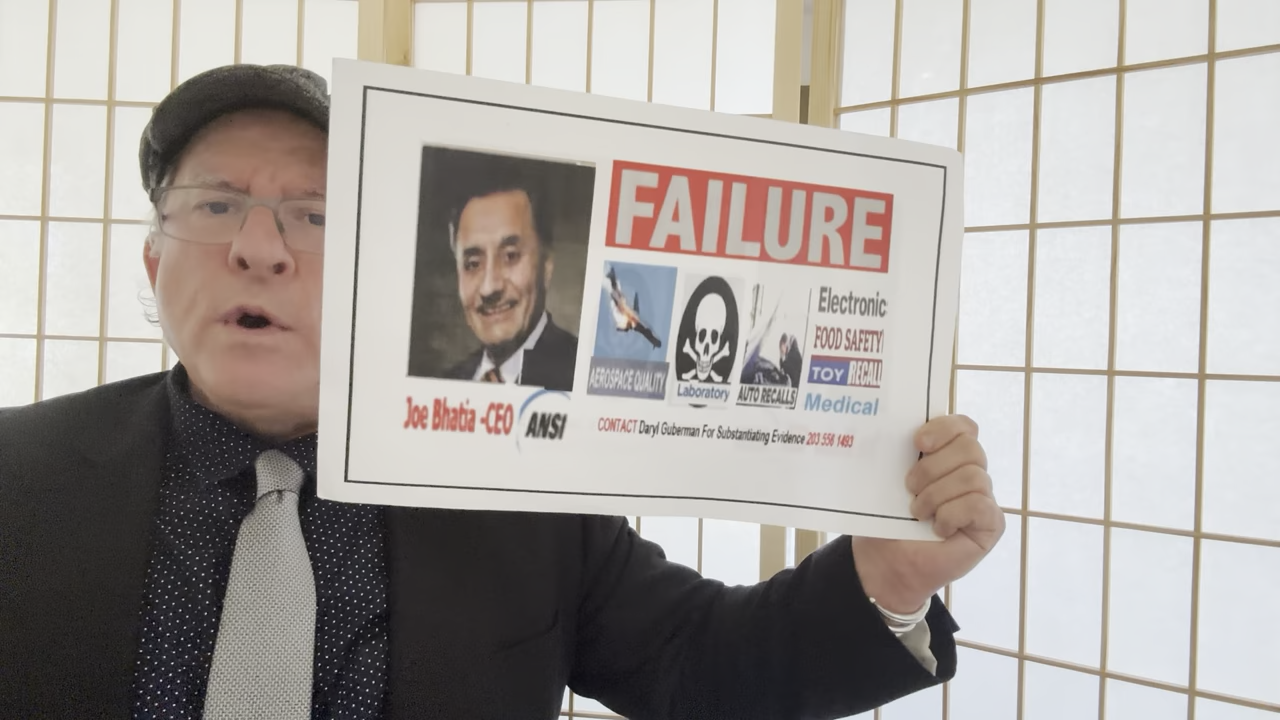 FAILURE
Electronic
FOOD SAFETY
TOY RECALL
Medical
AEROSPACE QUALITY
Laboratory
AUTO RECALLS
Joe Bhatia -CEO ANSI
CONTACT Daryl Guberman For Substantiating Evidence 203 556 1493